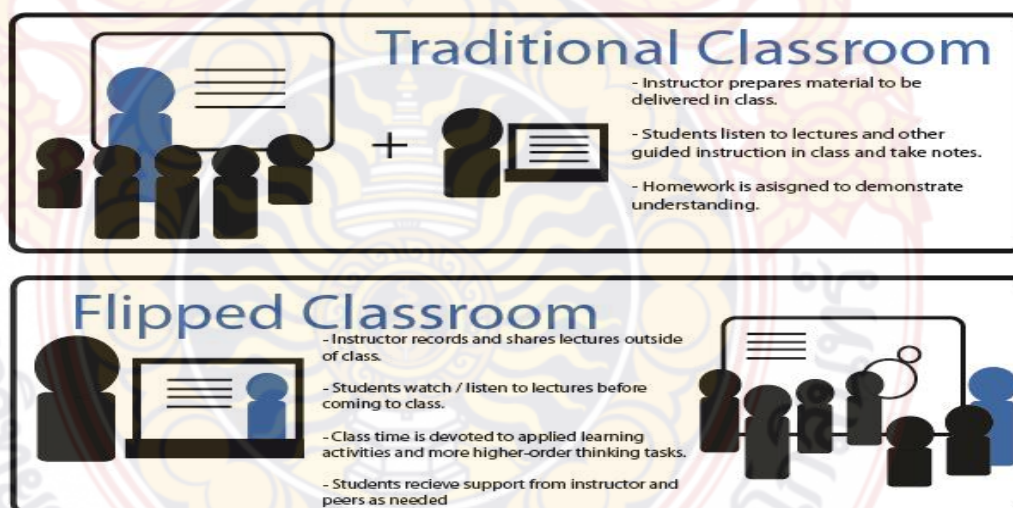 Traditional Classroom
- Instructor prepares material to be
delivered in class.
- Students listen to lectures and other
guided instruction in class and take notes.
- Homework is asisgned to demonstrate
understanding.
Flipped Classroom
- Instructor records and shares lectures outside
of class.
- Students watch / listen to lectures before
coming to class.
- Class time is devoted to applied learning
activities and more higher-order thinking tasks.
- Students recieve support from instructor and
peers as needed